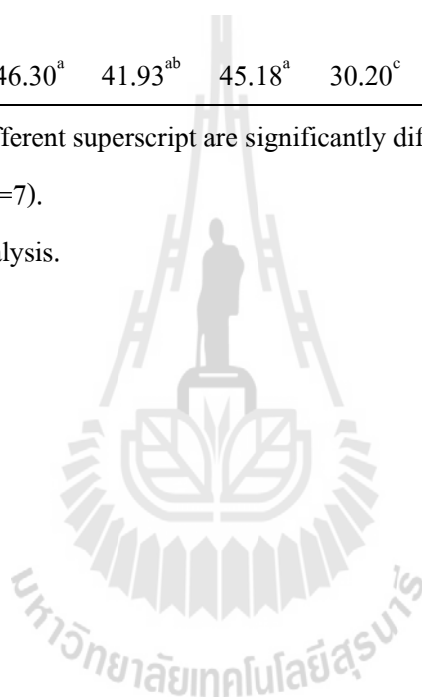 46.30ᵃ 41.93ᵃᵇ 45.18ᵃ 30.20ᶜ
fferent superscript are significantly dif
=7).
alysis.
มหาวิทยาลัยเทคโนโลยีสุรนารี